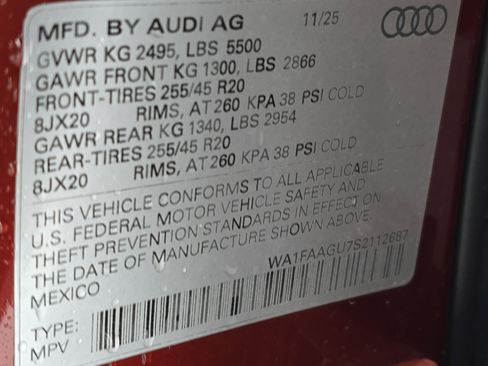 MFD. BY AUDI AG 11/25
GVWR KG 2495, LBS 5500
GAWR FRONT KG 1300, LBS 2866
FRONT-TIRES 255/45 R20
8JX20 RIMS, AT 260 KPA 38 PSI COLD
GAWR REAR KG 1340, LBS 2954
REAR-TIRES 255/45 R20
8JX20 RIMS, AT 260 KPA 38 PSI COLD
THIS VEHICLE CONFORMS TO ALL APPLICABLE
U.S. FEDERAL MOTOR VEHICLE SAFETY AND
THEFT PREVENTION STANDARDS IN EFFECT ON
THE DATE OF MANUFACTURE SHOWN ABOVE.
MEXICO
WA1FAAGU7S2112687
TYPE:
MPV